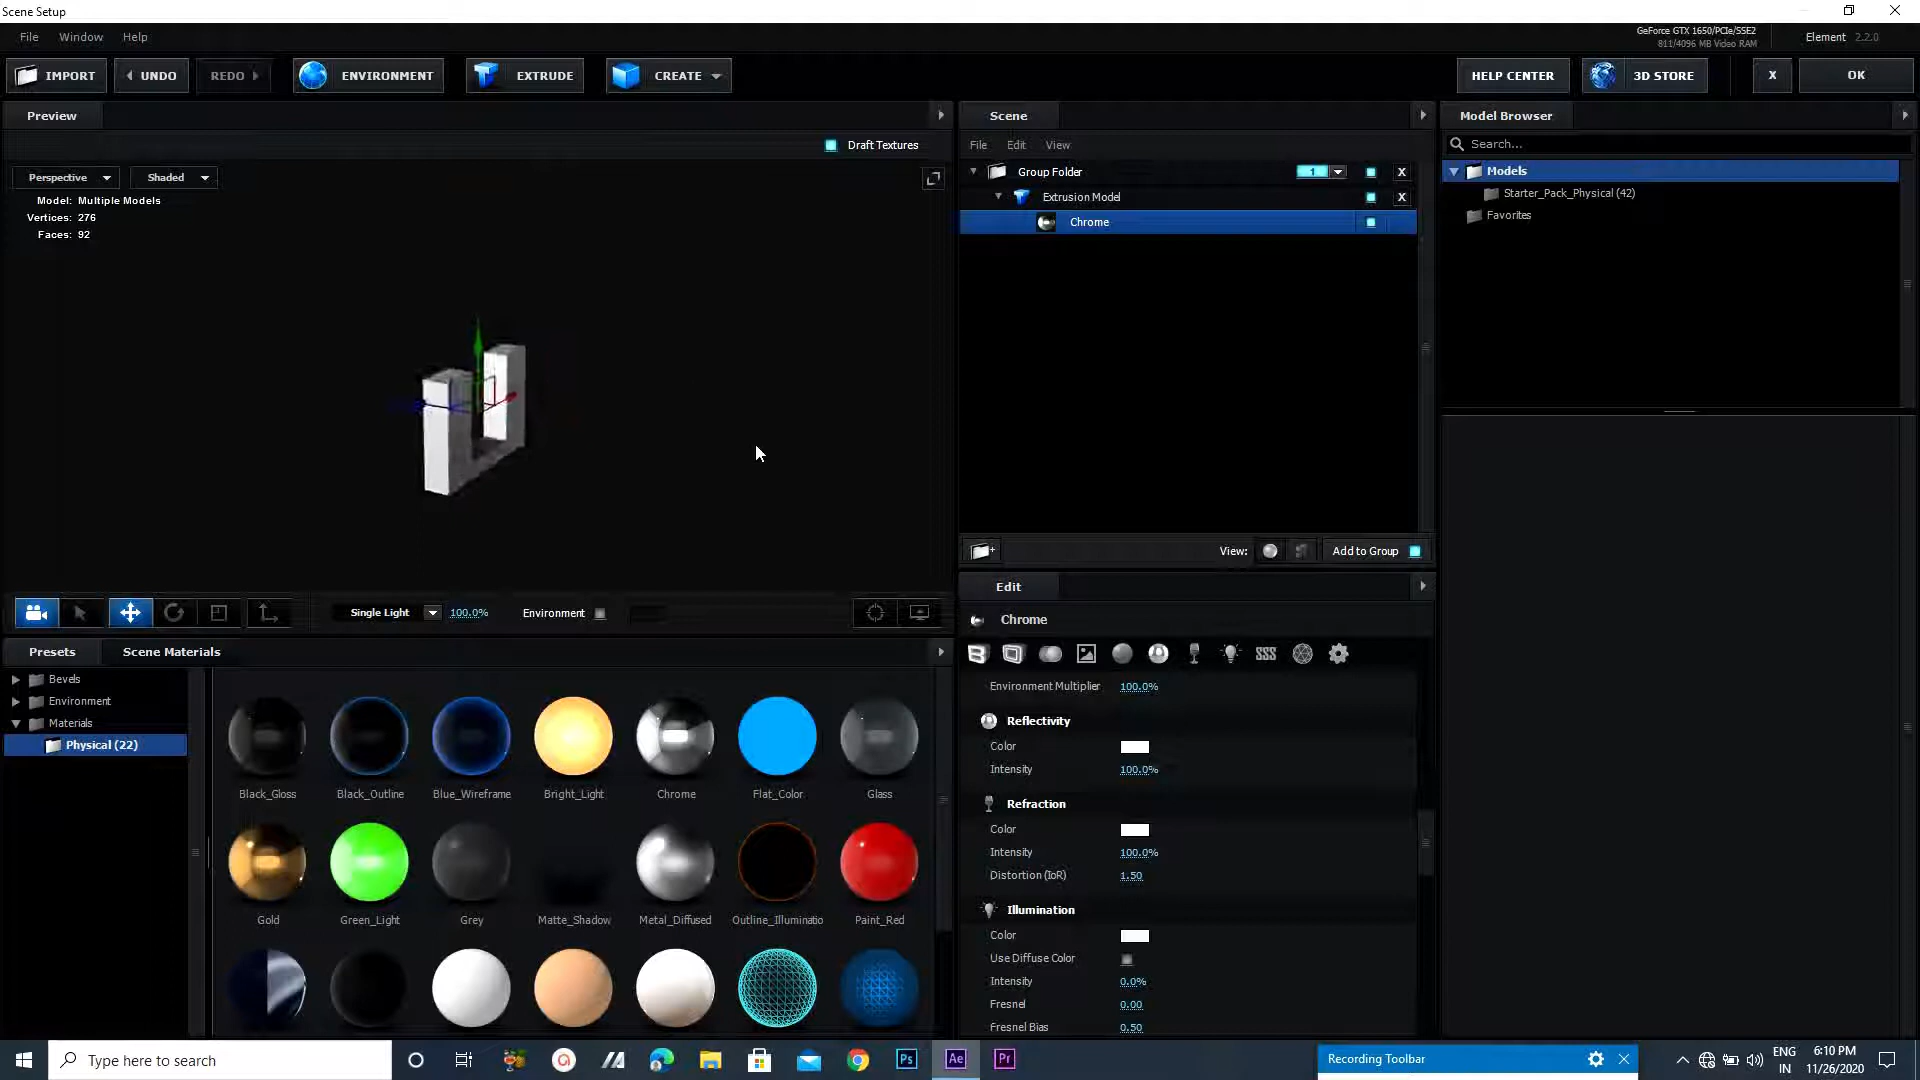 Scene Setup
File Window Help
GeForce GTX 1650/PCIe/SSE2
811/4096 MB Video RAM
Element 2.2.0
IMPORT UNDO REDO ENVIRONMENT EXTRUDE CREATE HELP CENTER 3D STORE X OK
Preview
Draft Textures
Perspective Shaded
Model: Multiple Models
Vertices: 276
Faces: 92
Single Light 100.0% Environment
Scene
File Edit View
Group Folder 1 X
Extrusion Model X
Chrome
View: Add to Group
Model Browser
Search...
Models
Starter_Pack_Physical (42)
Favorites
Presets Scene Materials
Bevels
Environment
Materials
Physical (22)
Black_Gloss Black_Outline Blue_Wireframe Bright_Light Chrome Flat_Color Glass
Gold Green_Light Grey Matte_Shadow Metal_Diffused Outline_Illuminatio Paint_Red
Edit
Chrome
Environment Multiplier 100.0%
Reflectivity
Color
Intensity 100.0%
Refraction
Color
Intensity 100.0%
Distortion (IoR) 1.50
Illumination
Color
Use Diffuse Color
Intensity 0.0%
Fresnel 0.00
Fresnel Bias 0.50
Type here to search
Ps Ae Pr
Recording Toolbar
ENG
IN
6:10 PM
11/26/2020